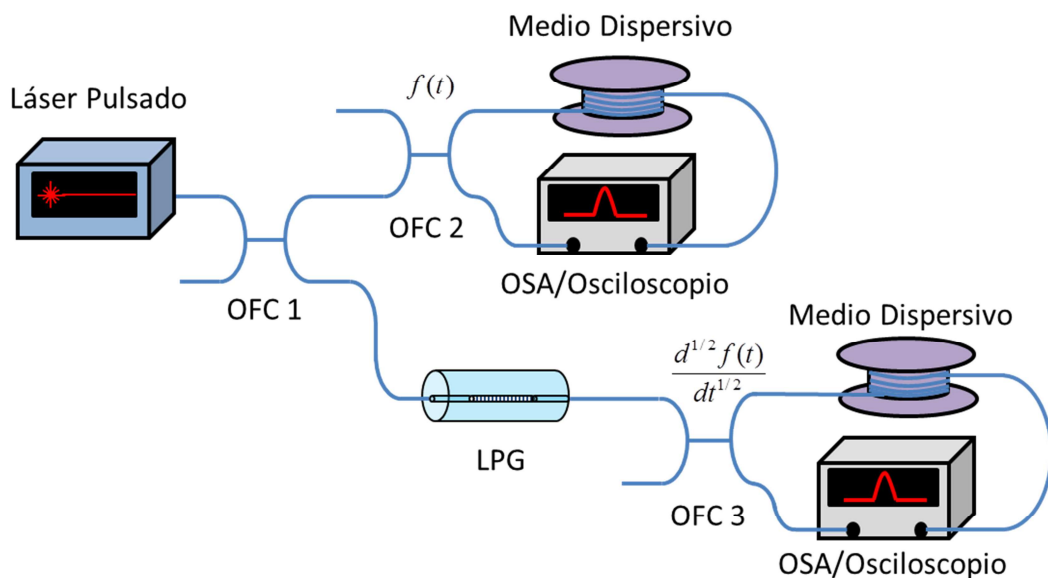 Medio Dispersivo
Láser Pulsado
f(t)
OFC 2
OSA/Osciloscopio
OFC 1
Medio Dispersivo
d^{1/2} f(t)
dt^{1/2}
LPG
OFC 3
OSA/Osciloscopio